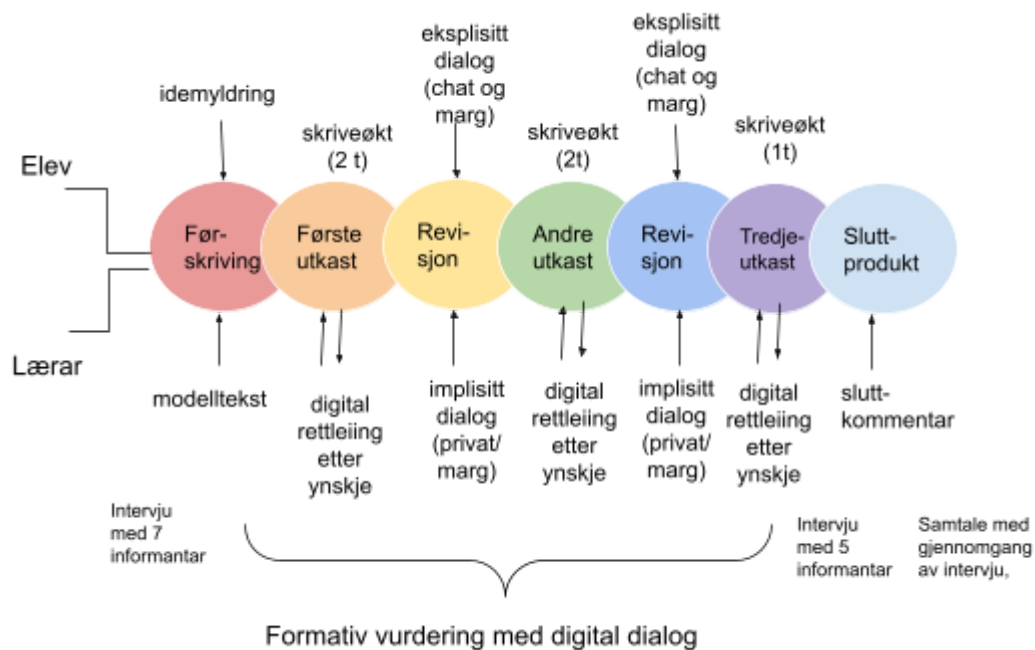 eksplisitt
dialog
(chat og
marg)
eksplisitt
dialog
(chat og
marg)
idemyldring
skriveøkt
(2 t)
skriveøkt
(2t)
skriveøkt
(1t)
Elev
Før-
skriving
Første
utkast
Revi-
sjon
Andre
utkast
Revi-
sjon
Tredje-
utkast
Slutt-
produkt
Lærar
modelltekst
digital
rettleiing
etter
ynskje
implisitt
dialog
(privat/
marg)
digital
rettleiing
etter
ynskje
implisitt
dialog
(privat/
marg)
digital
rettleiing
etter
ynskje
slutt-
kommentar
Intervju
med 7
informantar
Intervju
med 5
informantar
Samtale med
gjennomgang
av intervju,
Formativ vurdering med digital dialog